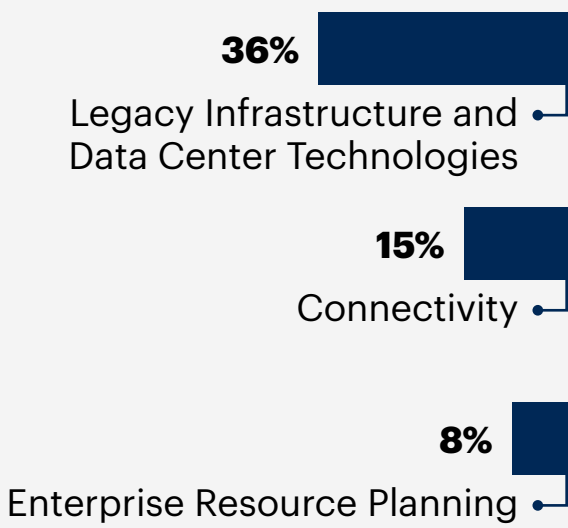 36%
Legacy Infrastructure and
Data Center Technologies
15%
Connectivity
8%
Enterprise Resource Planning